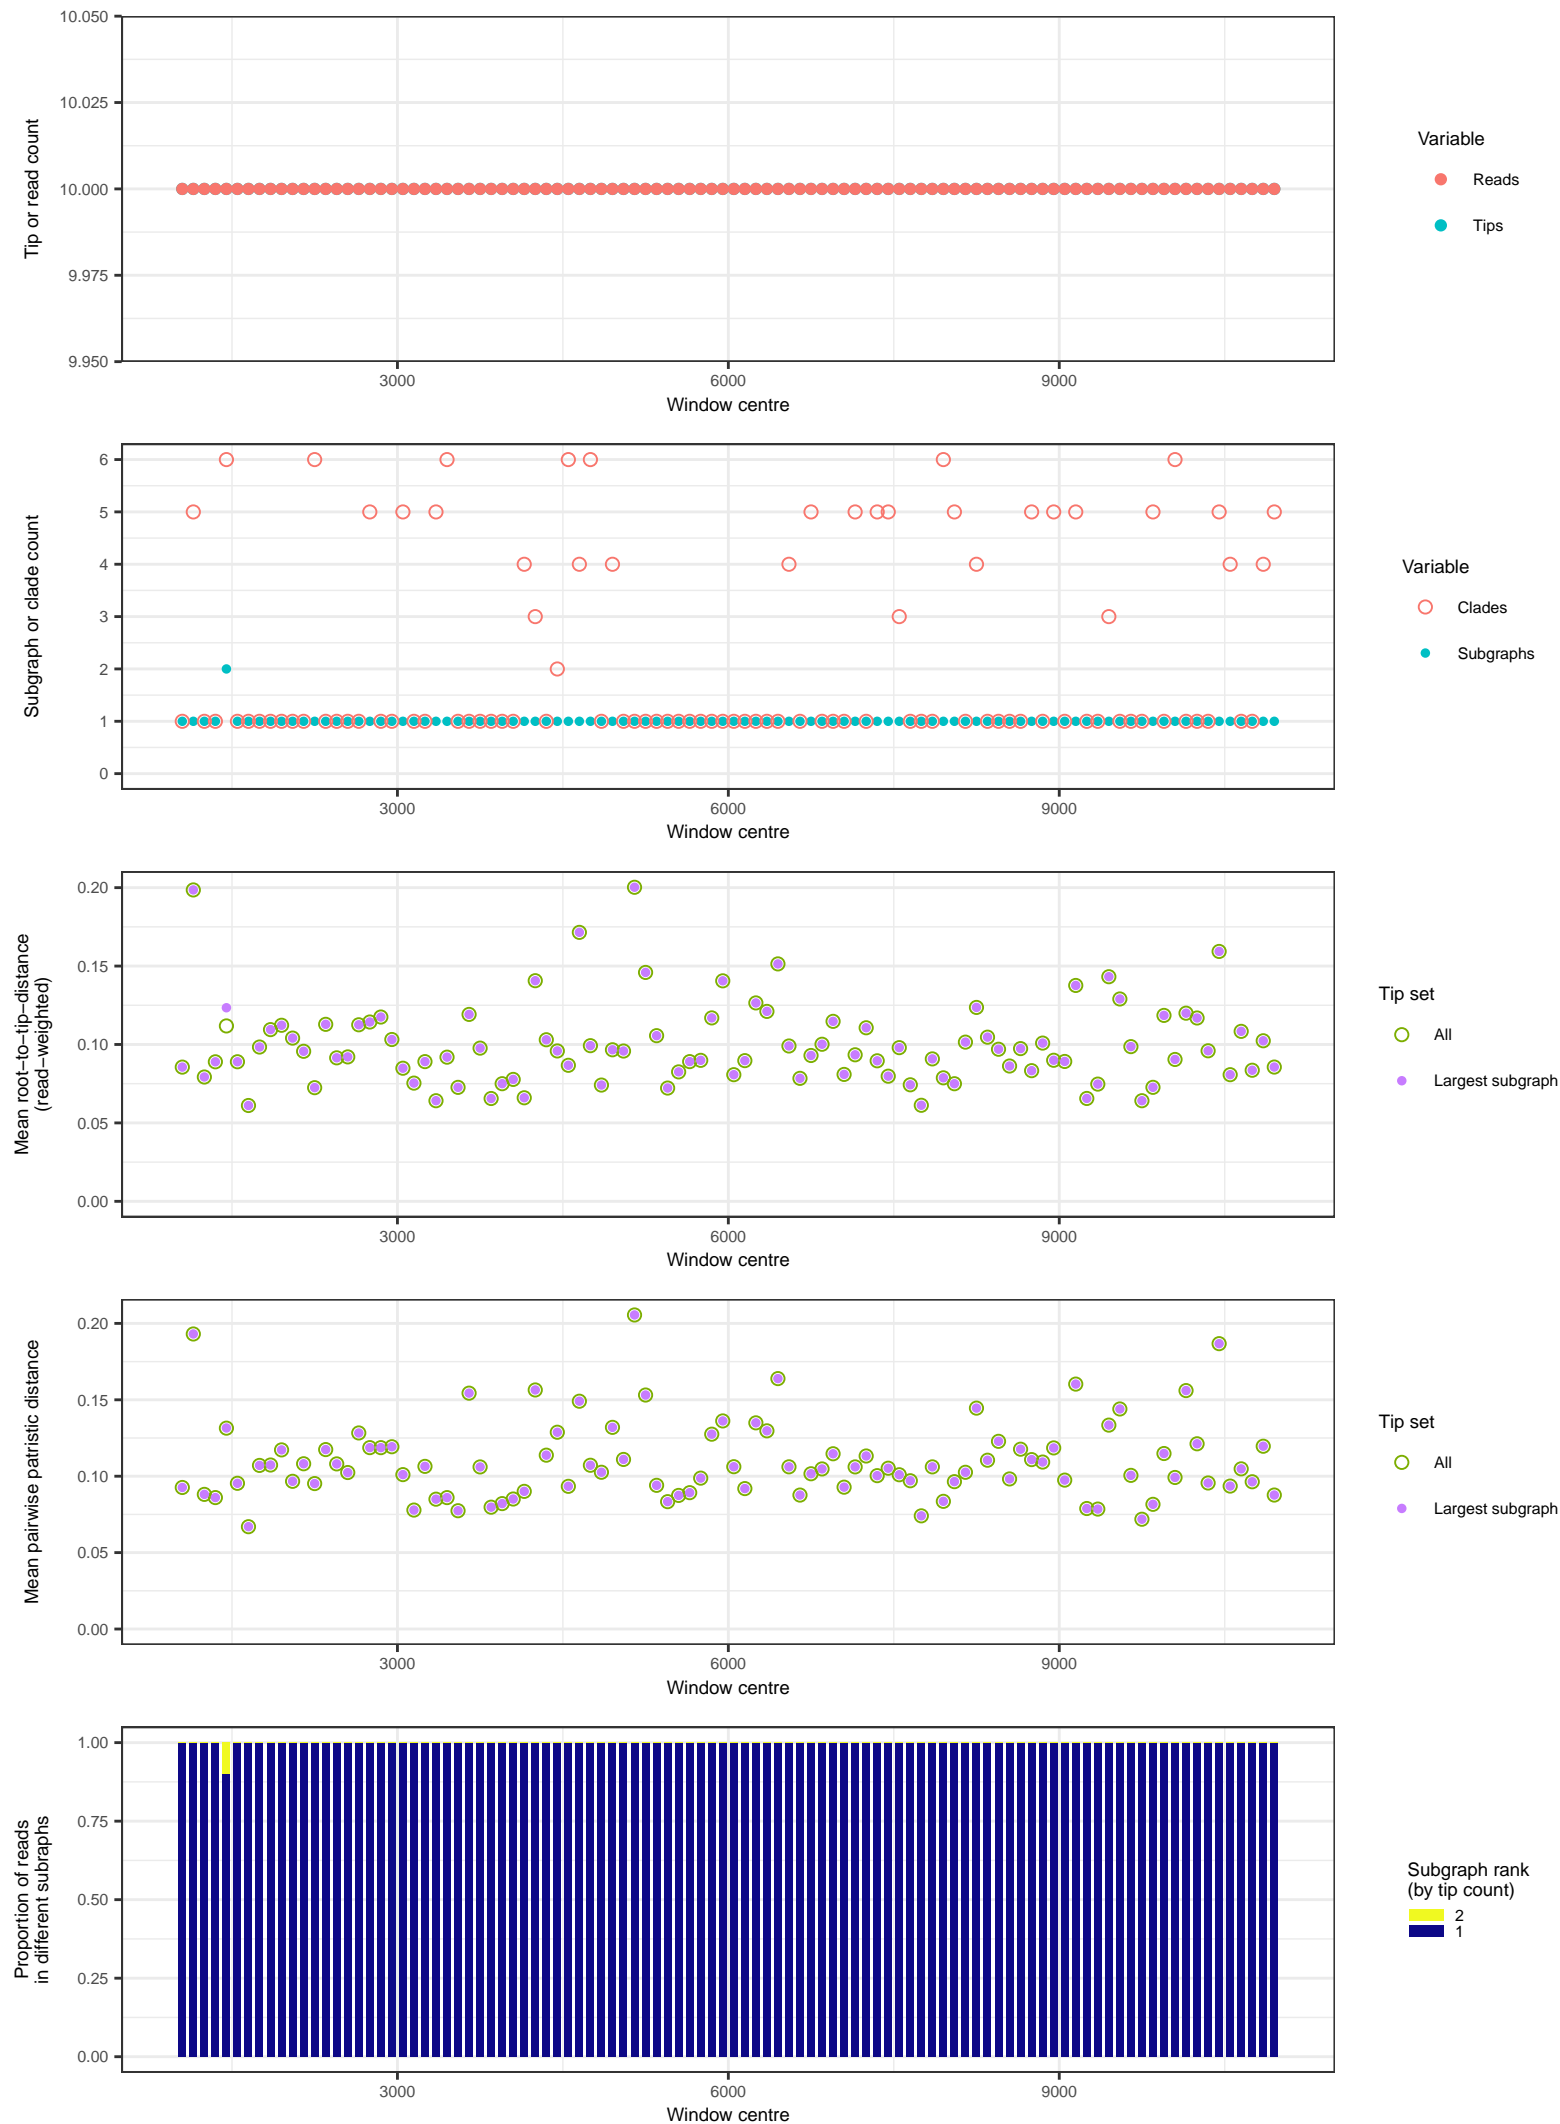 10.050
10.025
10.000
9.975
9.950
Tip or read count
3000 6000 9000
Window centre
Variable
Reads
Tips
6
5
4
3
2
1
0
Subgraph or clade count
3000 6000 9000
Window centre
Variable
Clades
Subgraphs
0.20
0.15
0.10
0.05
0.00
Mean root−to−tip−distance
(read−weighted)
3000 6000 9000
Window centre
Tip set
All
Largest subgraph
0.20
0.15
0.10
0.05
0.00
Mean pairwise patristic distance
3000 6000 9000
Window centre
Tip set
All
Largest subgraph
1.00
0.75
0.50
0.25
0.00
Proportion of reads
in different subraphs
3000 6000 9000
Window centre
Subgraph rank
(by tip count)
2
1